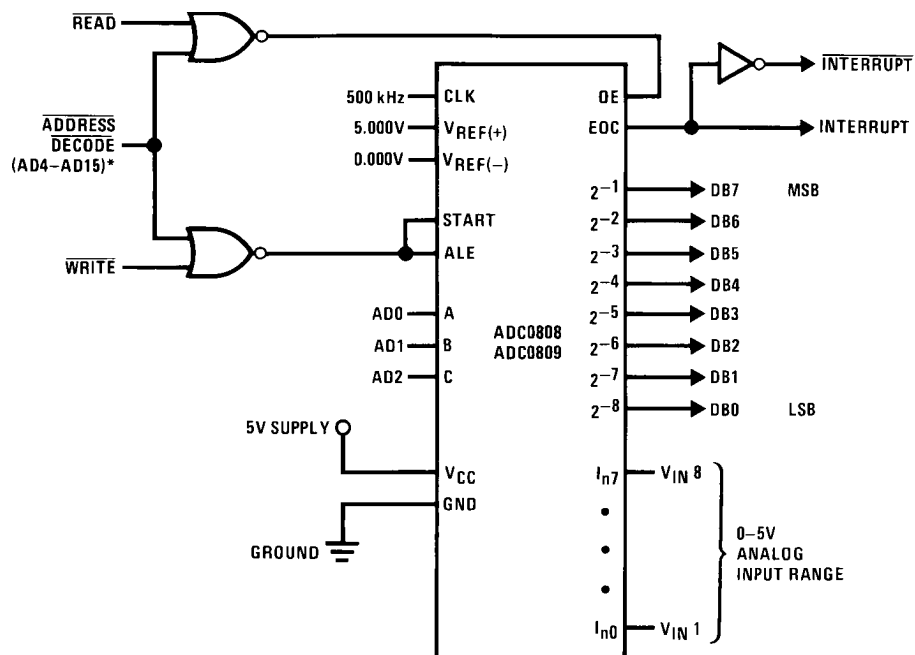 READ
INTERRUPT
500 kHz
CLK
OE
ADDRESS
DECODE
(AD4–AD15)*
5.000V
VREF(+)
EOC
INTERRUPT
0.000V
VREF(−)
2−1
DB7
MSB
START
2−2
DB6
ALE
2−3
DB5
WRITE
2−4
DB4
AD0
A
2−5
DB3
ADC0808
ADC0809
AD1
B
2−6
DB2
AD2
C
2−7
DB1
2−8
DB0
LSB
5V SUPPLY
VCC
In7
VIN 8
GND
GROUND
0–5V
ANALOG
INPUT RANGE
In0
VIN 1